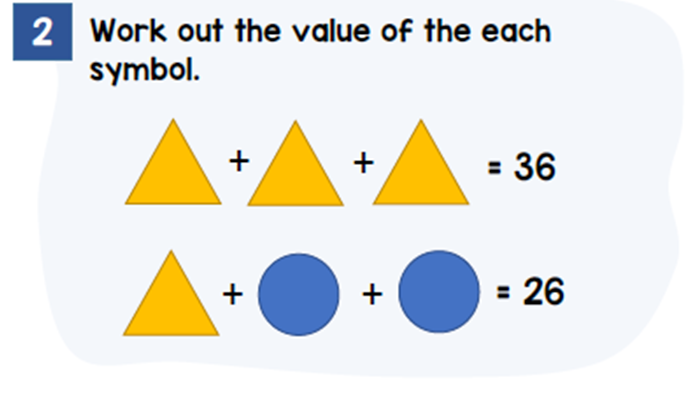 2 Work out the value of the each
symbol.
+ + = 36
+ + = 26